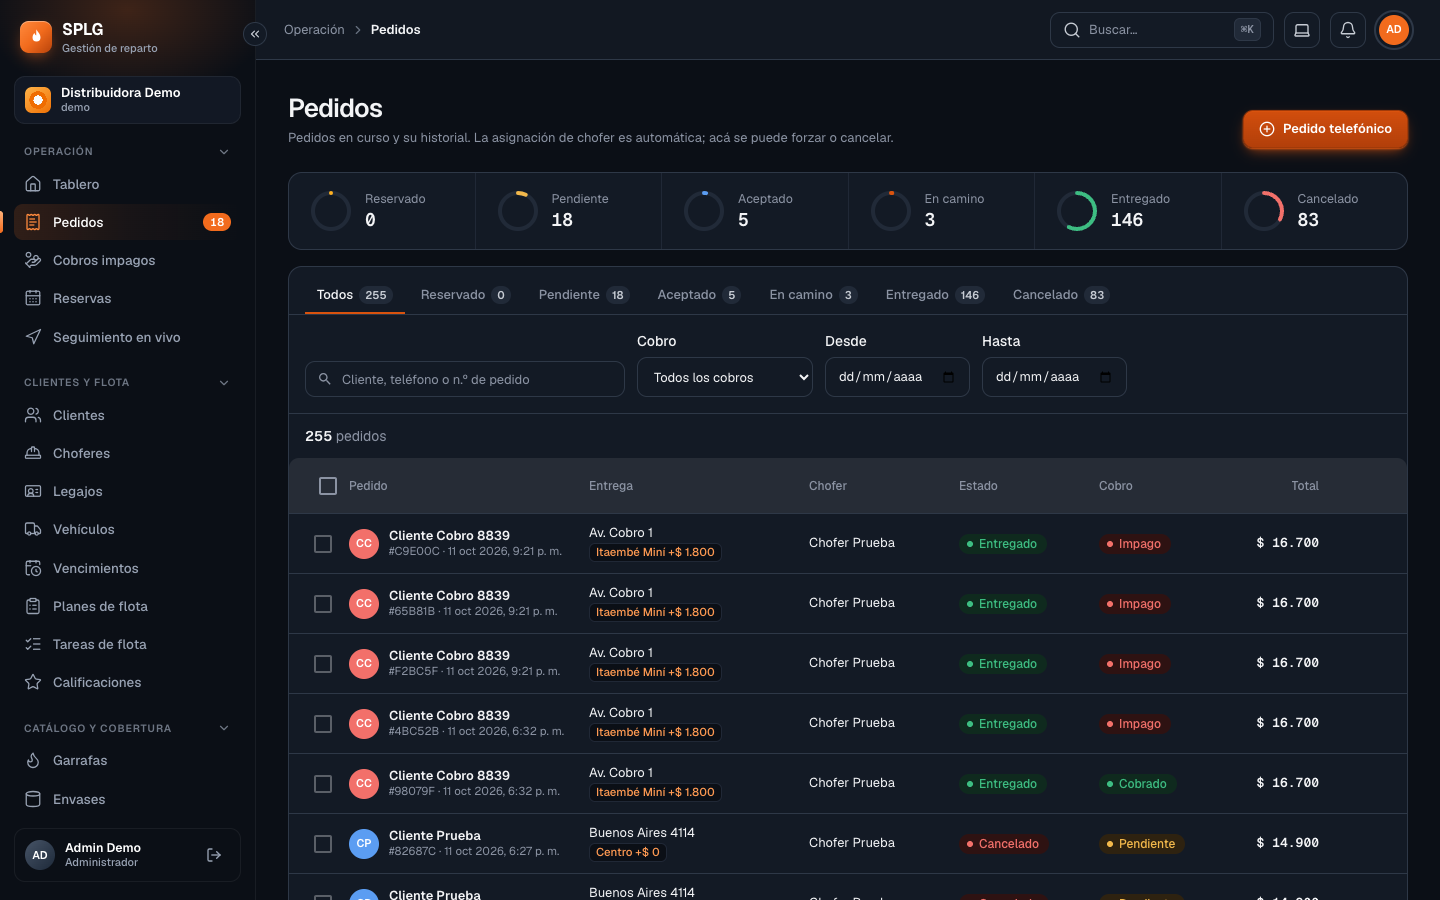 SPLG
Gestión de reparto
Distribuidora Demo
demo
OPERACIÓN
Tablero
Pedidos 18
Cobros impagos
Reservas
Seguimiento en vivo
CLIENTES Y FLOTA
Clientes
Choferes
Legajos
Vehículos
Vencimientos
Planes de flota
Tareas de flota
Calificaciones
CATÁLOGO Y COBERTURA
Garrafas
Envases
AD Admin Demo
Administrador
Operación > Pedidos
Buscar... ⌘K
AD
Pedidos
Pedidos en curso y su historial. La asignación de chofer es automática; acá se puede forzar o cancelar.
Pedido telefónico
Reservado 0
Pendiente 18
Aceptado 5
En camino 3
Entregado 146
Cancelado 83
Todos 255 Reservado 0 Pendiente 18 Aceptado 5 En camino 3 Entregado 146 Cancelado 83
Cobro Desde Hasta
Cliente, teléfono o n.º de pedido Todos los cobros dd/mm/aaaa dd/mm/aaaa
255 pedidos
Pedido Entrega Chofer Estado Cobro Total
CC Cliente Cobro 8839 Av. Cobro 1 Chofer Prueba Entregado Impago $ 16.700
#C9E00C · 11 oct 2026, 9:21 p. m. Itaembé Miní +$ 1.800
CC Cliente Cobro 8839 Av. Cobro 1 Chofer Prueba Entregado Impago $ 16.700
#65B81B · 11 oct 2026, 9:21 p. m. Itaembé Miní +$ 1.800
CC Cliente Cobro 8839 Av. Cobro 1 Chofer Prueba Entregado Impago $ 16.700
#F2BC5F · 11 oct 2026, 9:21 p. m. Itaembé Miní +$ 1.800
CC Cliente Cobro 8839 Av. Cobro 1 Chofer Prueba Entregado Impago $ 16.700
#4BC52B · 11 oct 2026, 6:32 p. m. Itaembé Miní +$ 1.800
CC Cliente Cobro 8839 Av. Cobro 1 Chofer Prueba Entregado Cobrado $ 16.700
#98079F · 11 oct 2026, 6:32 p. m. Itaembé Miní +$ 1.800
CP Cliente Prueba Buenos Aires 4114 Chofer Prueba Cancelado Pendiente $ 14.900
#82687C · 11 oct 2026, 6:27 p. m. Centro +$ 0
Cliente Prueba Buenos Aires 4114